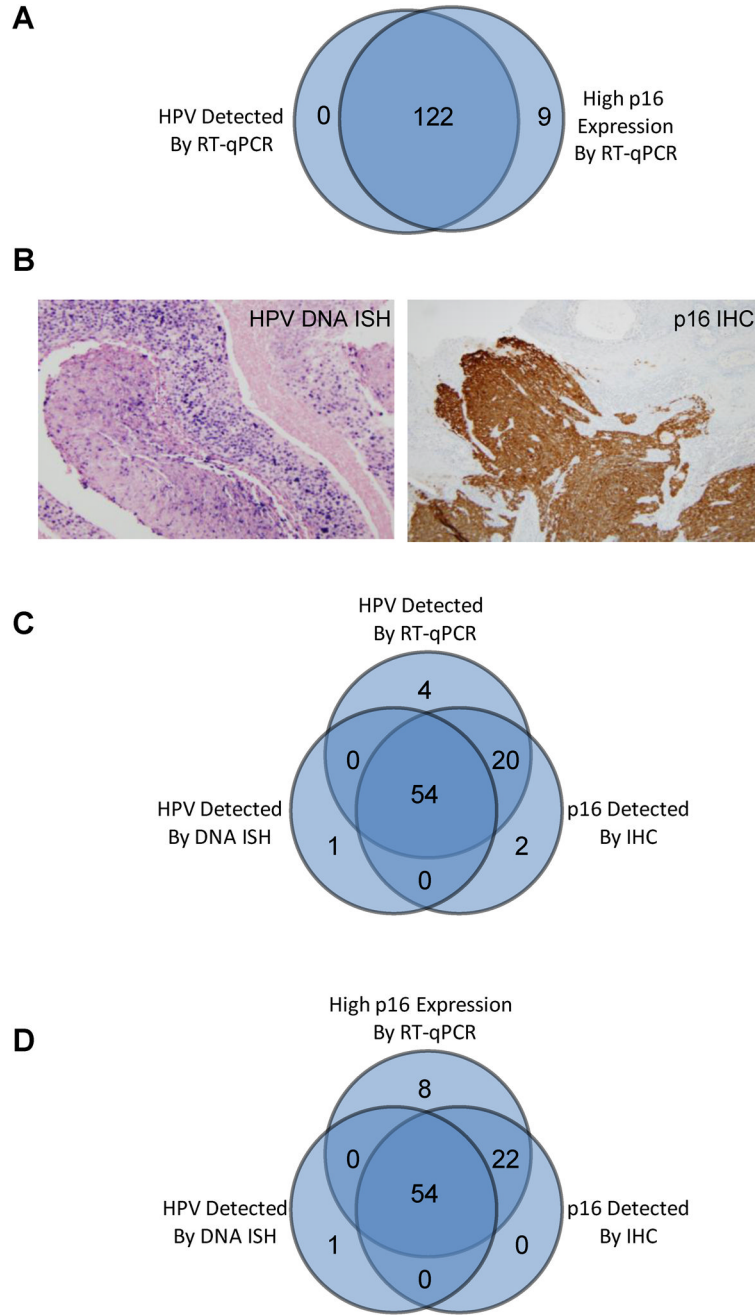 A
HPV Detected
By RT-qPCR
0
122
9
High p16
Expression
By RT-qPCR
B
HPV DNA ISH
p16 IHC
C
HPV Detected
By RT-qPCR
4
0
20
54
HPV Detected
By DNA ISH
1
2
p16 Detected
By IHC
0
D
High p16 Expression
By RT-qPCR
8
0
22
54
HPV Detected
By DNA ISH
1
0
p16 Detected
By IHC
0